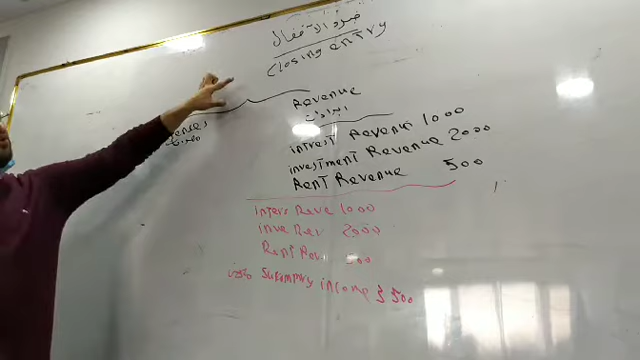 قيود الاقفال
closing entry
Revenue
ايرادات
Intrest Revenue 1000
investment Revenue 2000
Rent Revenue 500
Inters Reve 1000
inve Rev 2000
Rent Rev 500
Summary income 3500